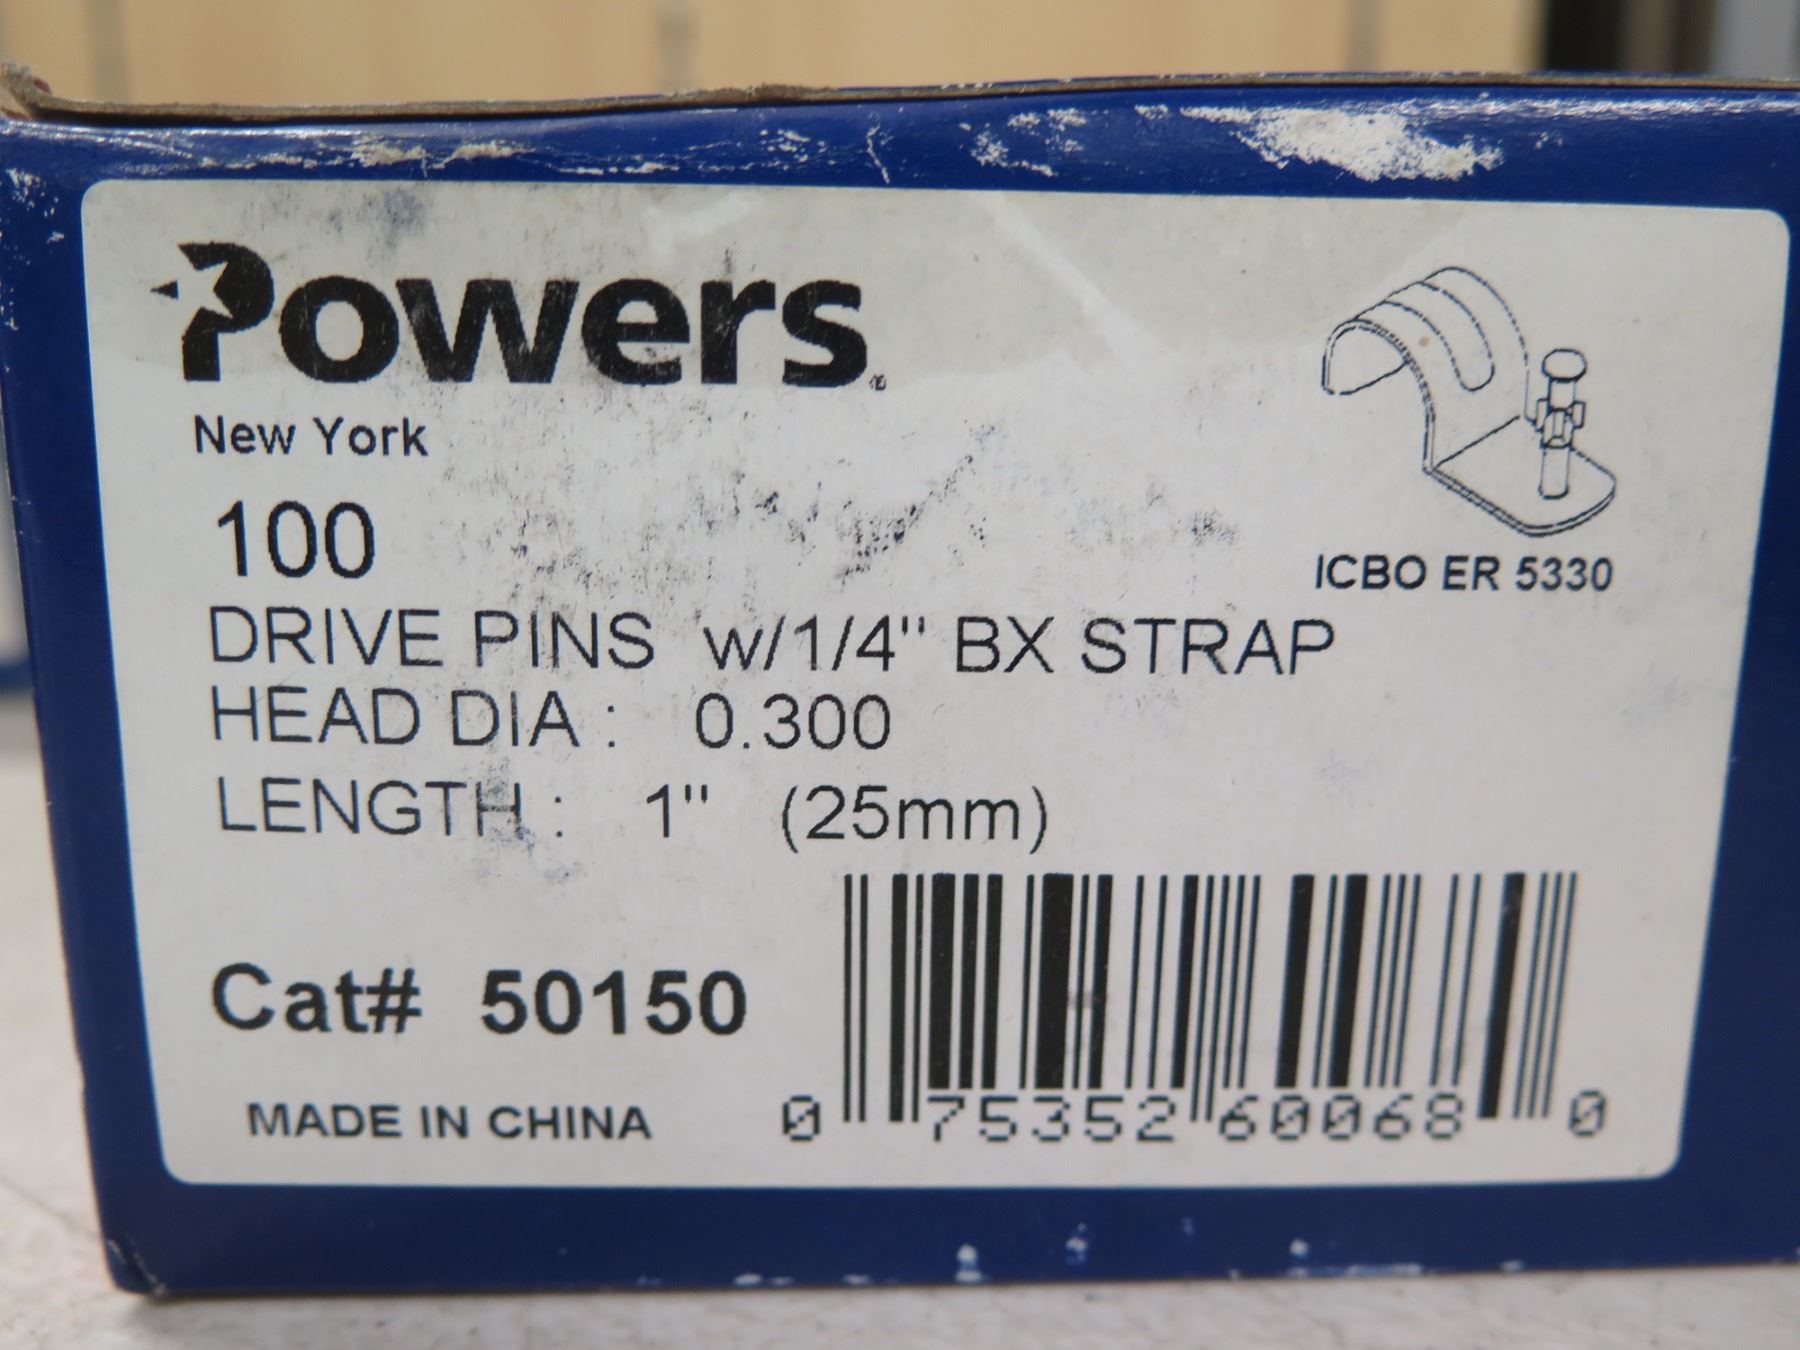 Powers®
New York
100
ICBO ER 5330
DRIVE PINS w/1/4" BX STRAP
HEAD DIA : 0.300
LENGTH : 1" (25mm)
Cat# 50150
MADE IN CHINA
0 75352 60068 0